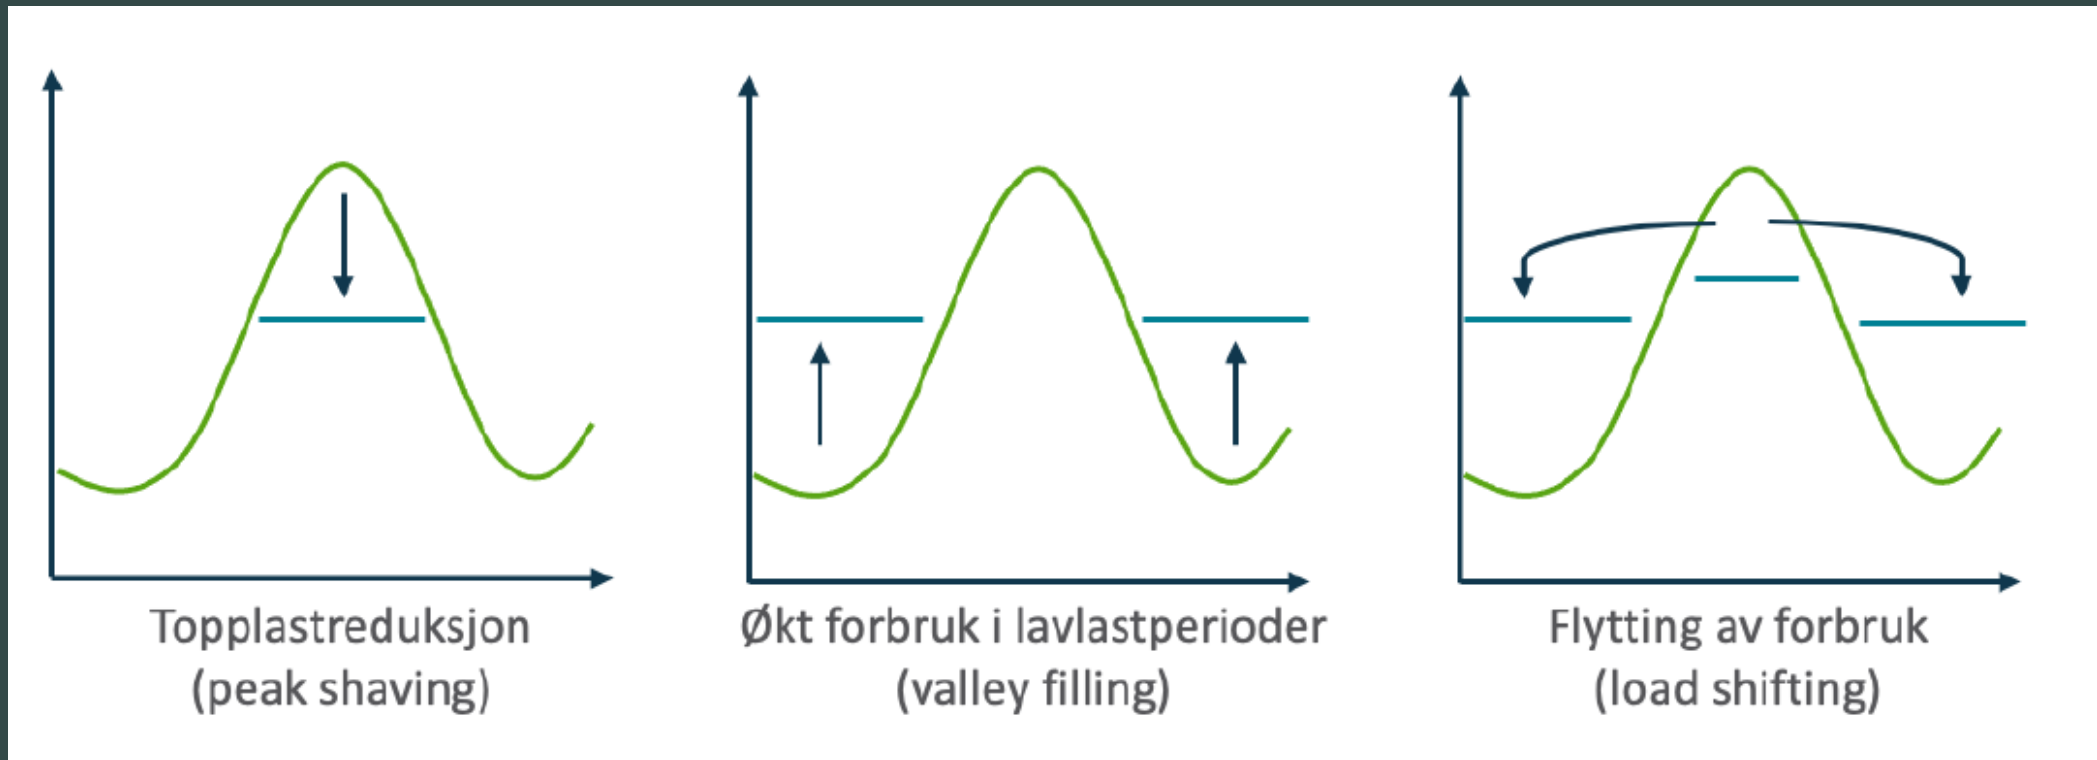 Topplastreduksjon
(peak shaving)
Økt forbruk i lavlastperioder
(valley filling)
Flytting av forbruk
(load shifting)